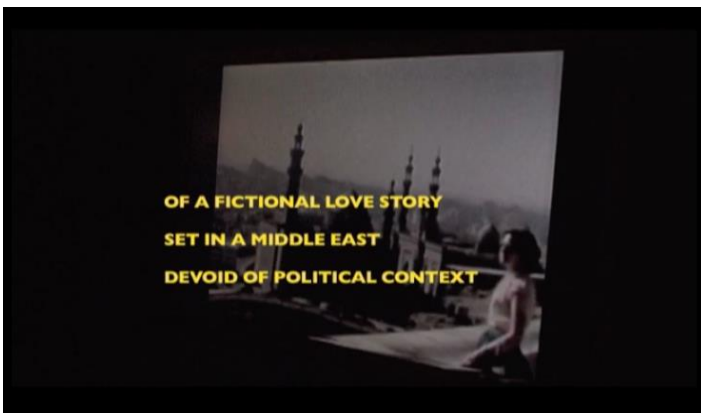 OF A FICTIONAL LOVE STORY
SET IN A MIDDLE EAST
DEVOID OF POLITICAL CONTEXT